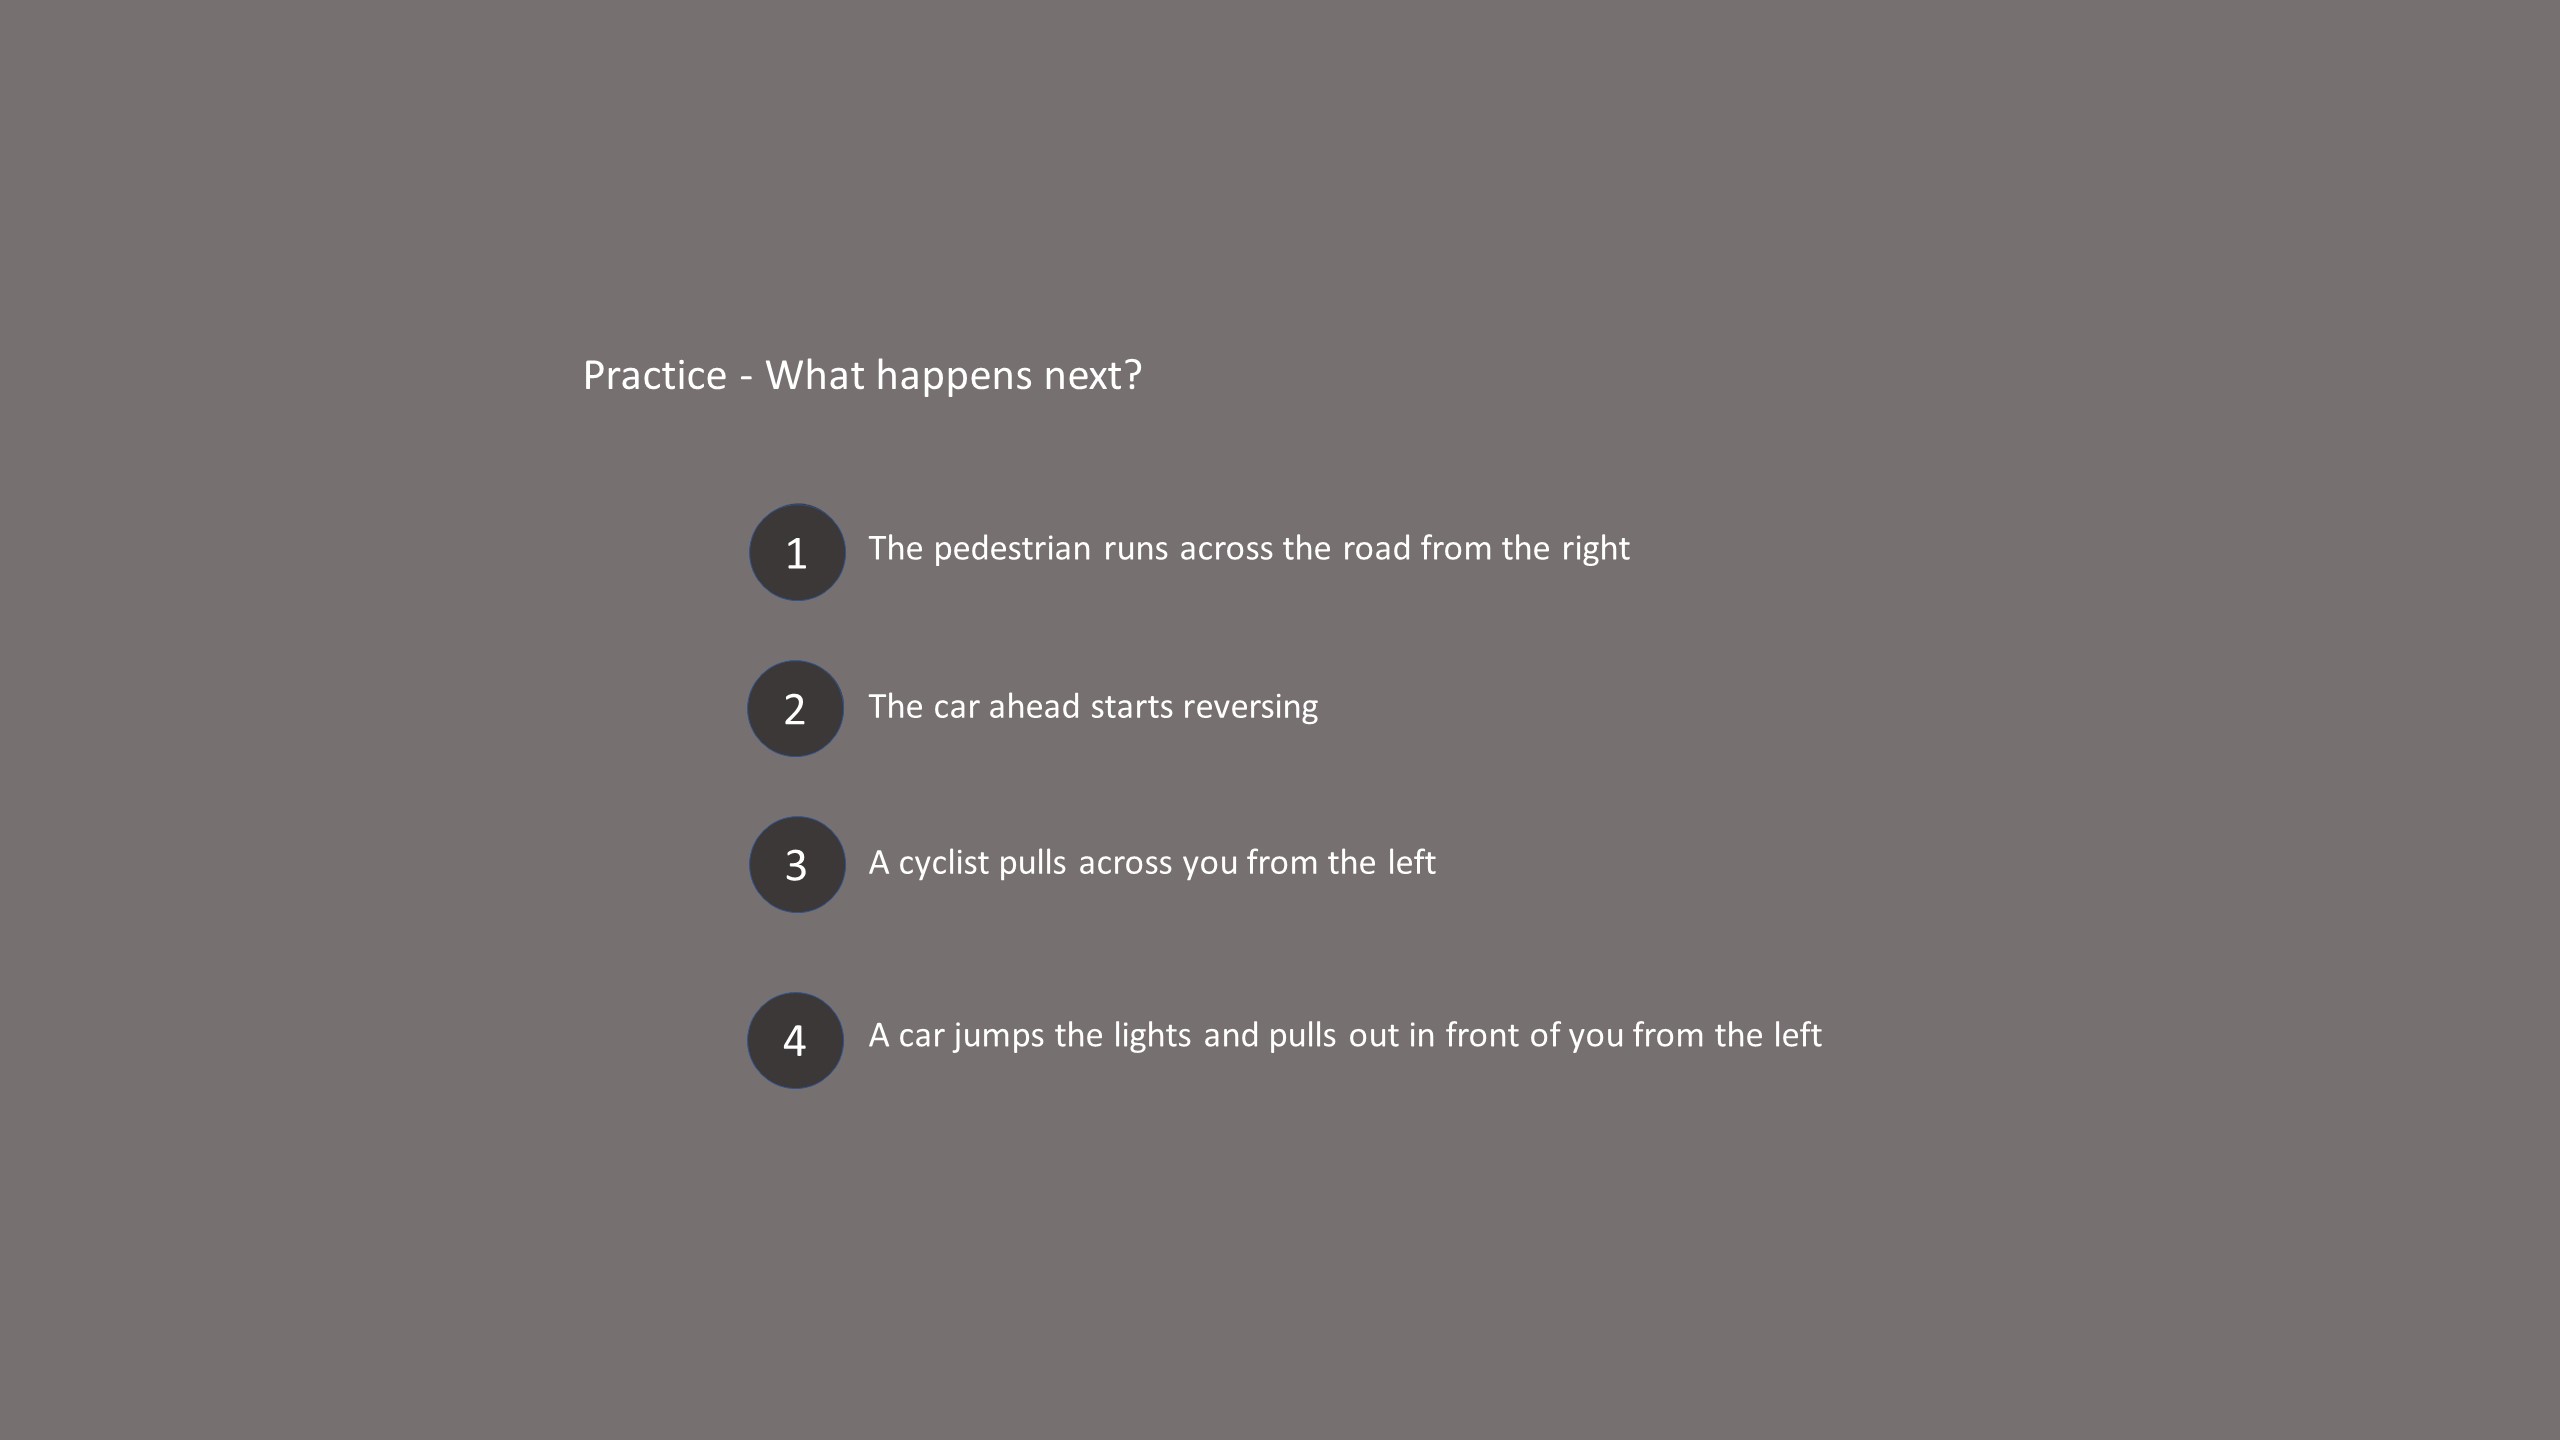 Practice - What happens next?
1 The pedestrian runs across the road from the right
2 The car ahead starts reversing
3 A cyclist pulls across you from the left
4 A car jumps the lights and pulls out in front of you from the left